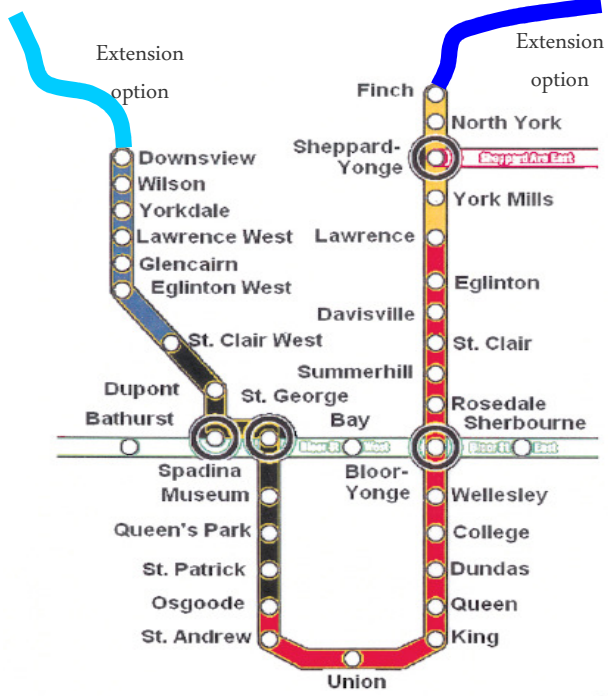 Extension
option
Extension
option
Finch
North York
Sheppard-
Yonge
Sheppard Ave East
Downsview
Wilson
York Mills
Yorkdale
Lawrence West
Lawrence
Glencairn
Eglinton West
Eglinton
Davisville
St. Clair West
St. Clair
Summerhill
Dupont
St. George
Rosedale
Bathurst
Bay
Sherbourne
Bloor St West
Bloor St East
Spadina
Bloor-
Yonge
Museum
Wellesley
Queen's Park
College
St. Patrick
Dundas
Osgoode
Queen
St. Andrew
King
Union